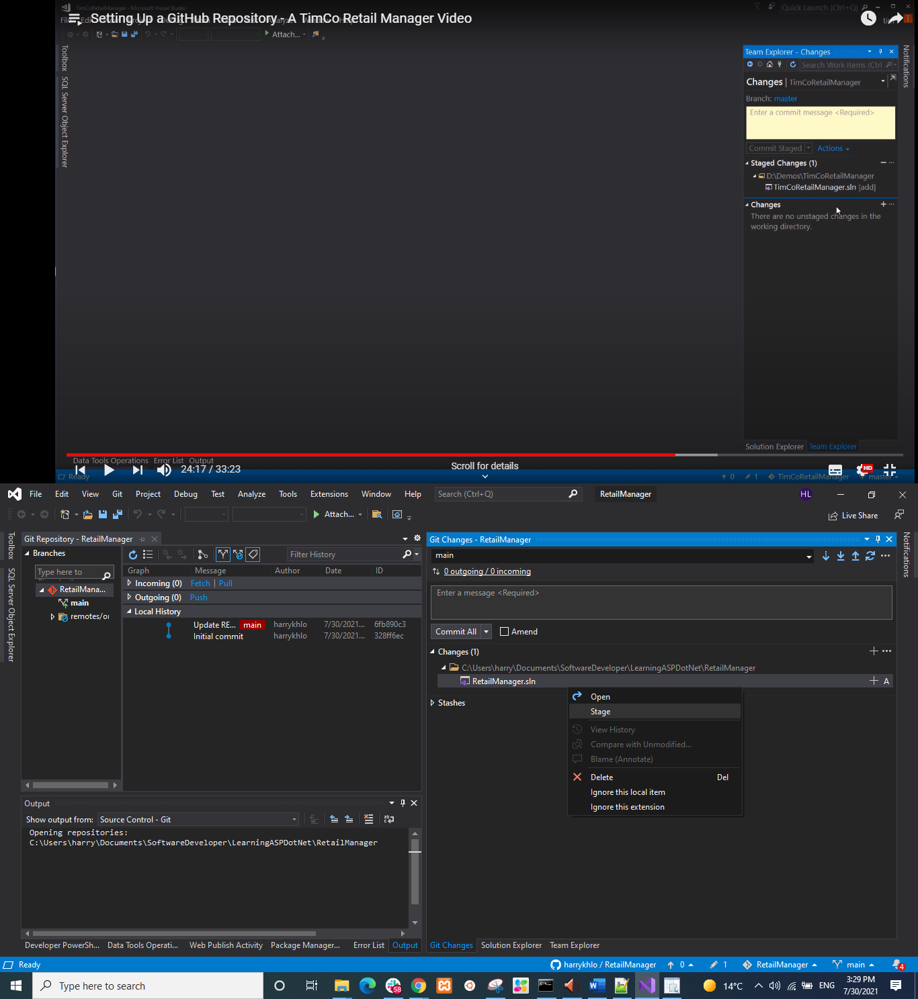 TimCoRetailManager - Microsoft Visual Studio
Setting Up a GitHub Repository - A TimCo Retail Manager Video
Quick Launch (Ctrl+Q)
Attach...
Toolbox
SQL Server Object Explorer
Notifications
Team Explorer - Changes
Search Work Items (Ctrl
Changes | TimCoRetailManager
Branch: master
Enter a commit message <Required>
Commit Staged
Actions
Staged Changes (1)
D:\Demos\TimCoRetailManager
TimCoRetailManager.sln [add]
Changes
There are no unstaged changes in the
working directory.
Solution Explorer Team Explorer
Data Tools Operations Error List Output
24:17 / 33:23
Scroll for details
HD
Ready
0 1 TimCoRetailManager master
File Edit View Git Project Debug Test Analyze Tools Extensions Window Help
Search (Ctrl+Q)
RetailManager
HL
Attach...
Live Share
Toolbox
SQL Server Object Explorer
Notifications
Git Repository - RetailManager
Branches
Type here to
RetailMana...
main
remotes/or
Filter History
Graph Message Author Date ID
Incoming (0) Fetch | Pull
Outgoing (0) Push
Local History
Update RE... main harrykhlo 7/30/2021... 6fb890c3
Initial commit harrykhlo 7/30/2021... 328ff6ec
Git Changes - RetailManager
main
0 outgoing / 0 incoming
Enter a message <Required>
Commit All
Amend
Changes (1)
C:\Users\harry\Documents\SoftwareDeveloper\LearningASPDotNet\RetailManager
RetailManager.sln
A
Stashes
Open
Stage
View History
Compare with Unmodified...
Blame (Annotate)
Delete Del
Ignore this local item
Ignore this extension
Output
Show output from: Source Control - Git
Opening repositories:
C:\Users\harry\Documents\SoftwareDeveloper\LearningASPDotNet\RetailManager
Developer PowerSh... Data Tools Operati... Web Publish Activity Package Manager... Error List Output
Git Changes Solution Explorer Team Explorer
Ready
harrykhlo / RetailManager 0 1 RetailManager main 4
Type here to search
58
14°C
ENG
3:29 PM
7/30/2021